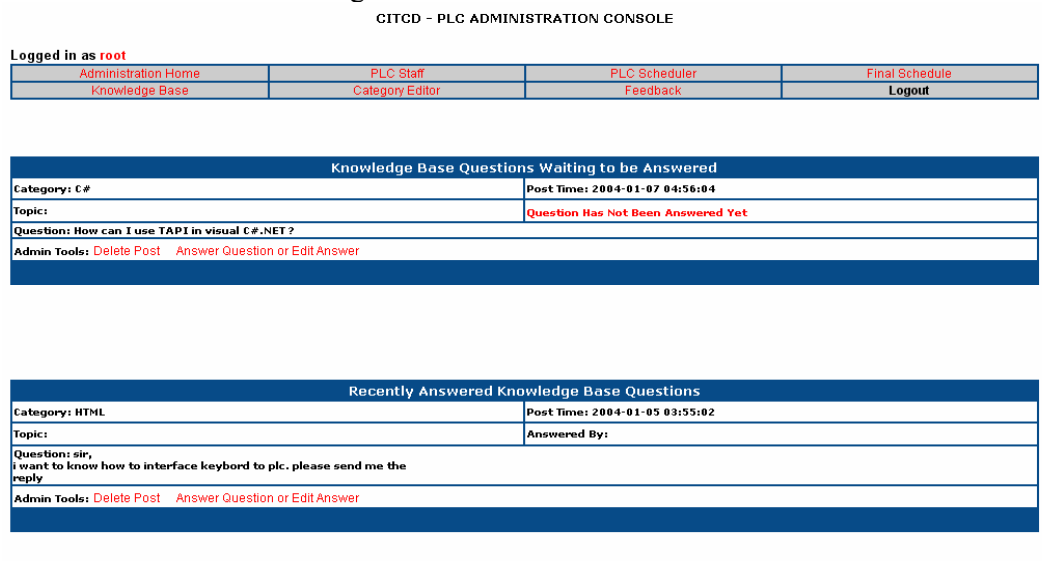 CITCD - PLC ADMINISTRATION CONSOLE
Logged in as root
Administration Home PLC Staff PLC Scheduler Final Schedule
Knowledge Base Category Editor Feedback Logout
Knowledge Base Questions Waiting to be Answered
Category: C# Post Time: 2004-01-07 04:56:04
Topic: Question Has Not Been Answered Yet
Question: How can I use TAPI in visual C#.NET?
Admin Tools: Delete Post Answer Question or Edit Answer
Recently Answered Knowledge Base Questions
Category: HTML Post Time: 2004-01-05 03:55:02
Topic: Answered By:
Question: sir,
i want to know how to interface keybord to plc. please send me the
reply
Admin Tools: Delete Post Answer Question or Edit Answer